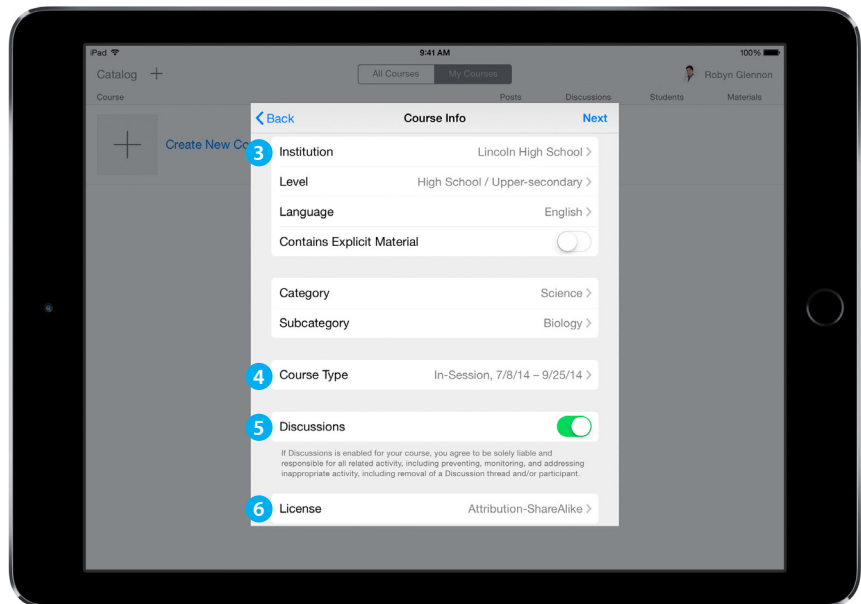 iPad 9:41 AM 100%
Catalog + All Courses My Courses Robyn Glennon
Course Posts Discussions Students Materials
Create New Co
Back Course Info Next
3 Institution Lincoln High School
Level High School / Upper-secondary
Language English
Contains Explicit Material
Category Science
Subcategory Biology
4 Course Type In-Session, 7/8/14 – 9/25/14
5 Discussions
If Discussions is enabled for your course, you agree to be solely liable and
responsible for all related activity, including preventing, monitoring, and addressing
inappropriate activity, including removal of a Discussion thread and/or participant.
6 License Attribution-ShareAlike